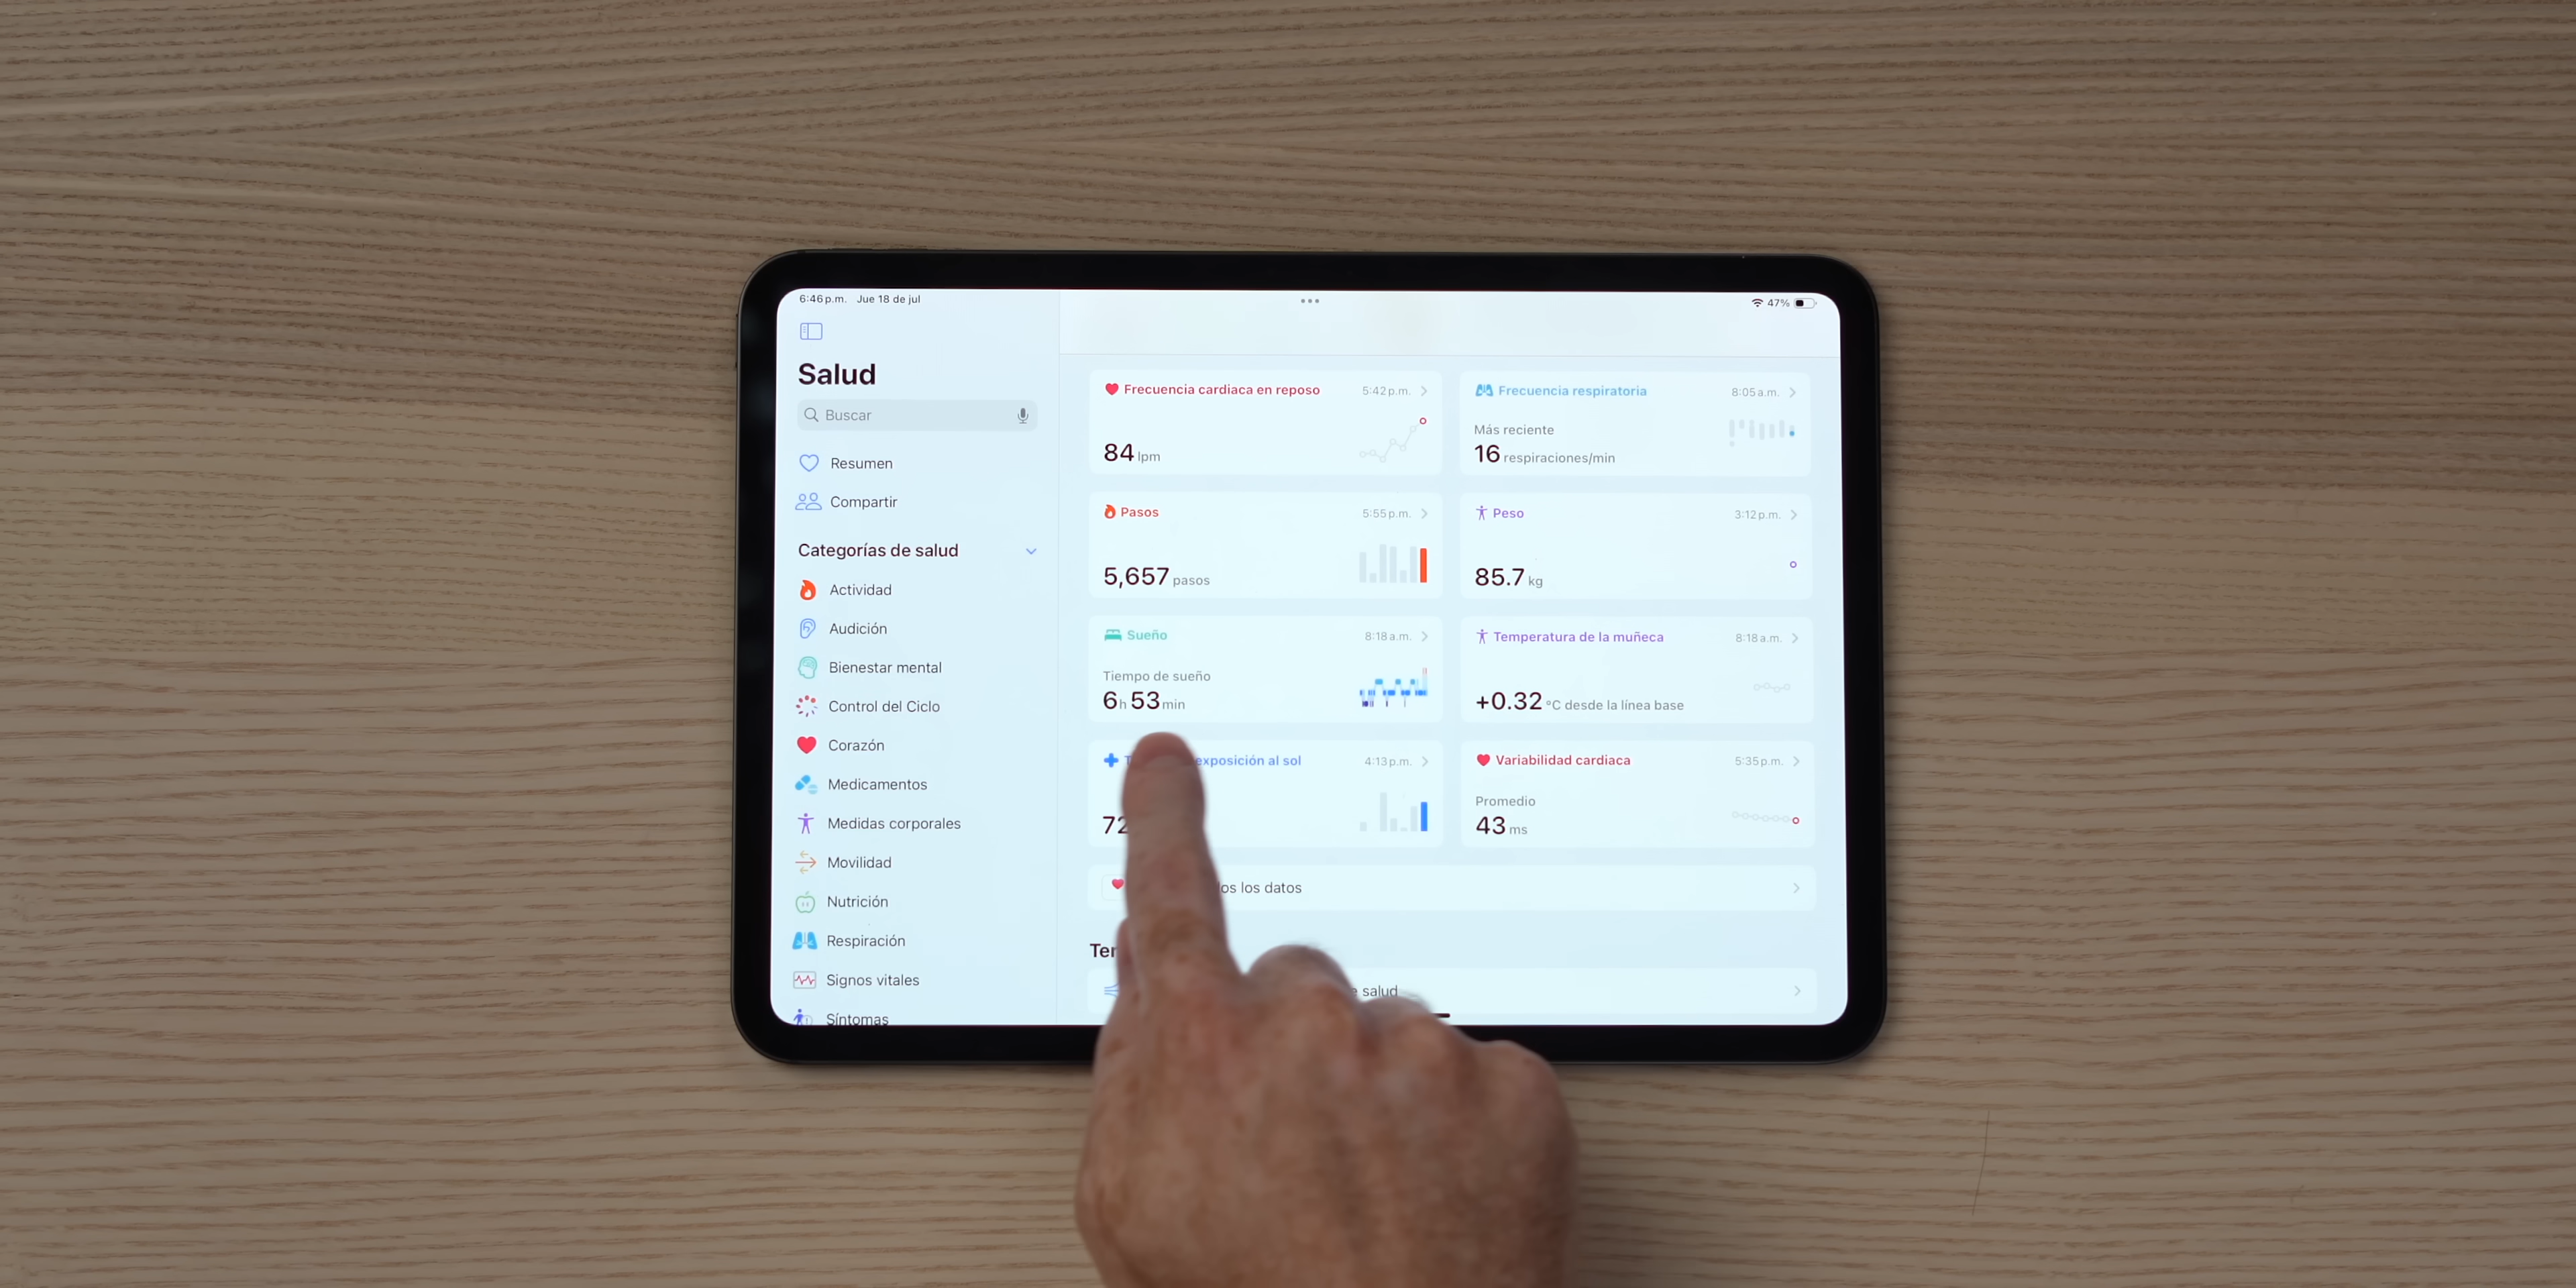 6:46 p.m. Jue 18 de jul
47%
Salud
Buscar
Resumen
Compartir
Categorías de salud
Actividad
Audición
Bienestar mental
Control del Ciclo
Corazón
Medicamentos
Medidas corporales
Movilidad
Nutrición
Respiración
Signos vitales
Síntomas
Frecuencia cardiaca en reposo 5:42 p.m.
84 lpm
Frecuencia respiratoria 8:05 a.m.
Más reciente
16 respiraciones/min
Pasos 5:55 p.m.
5,657 pasos
Peso 3:12 p.m.
85.7 kg
Sueño 8:18 a.m.
Tiempo de sueño
6 h 53 min
Temperatura de la muñeca 8:18 a.m.
+0.32 °C desde la línea base
exposición al sol 4:13 p.m.
72
Variabilidad cardiaca 5:35 p.m.
Promedio
43 ms
los datos
salud